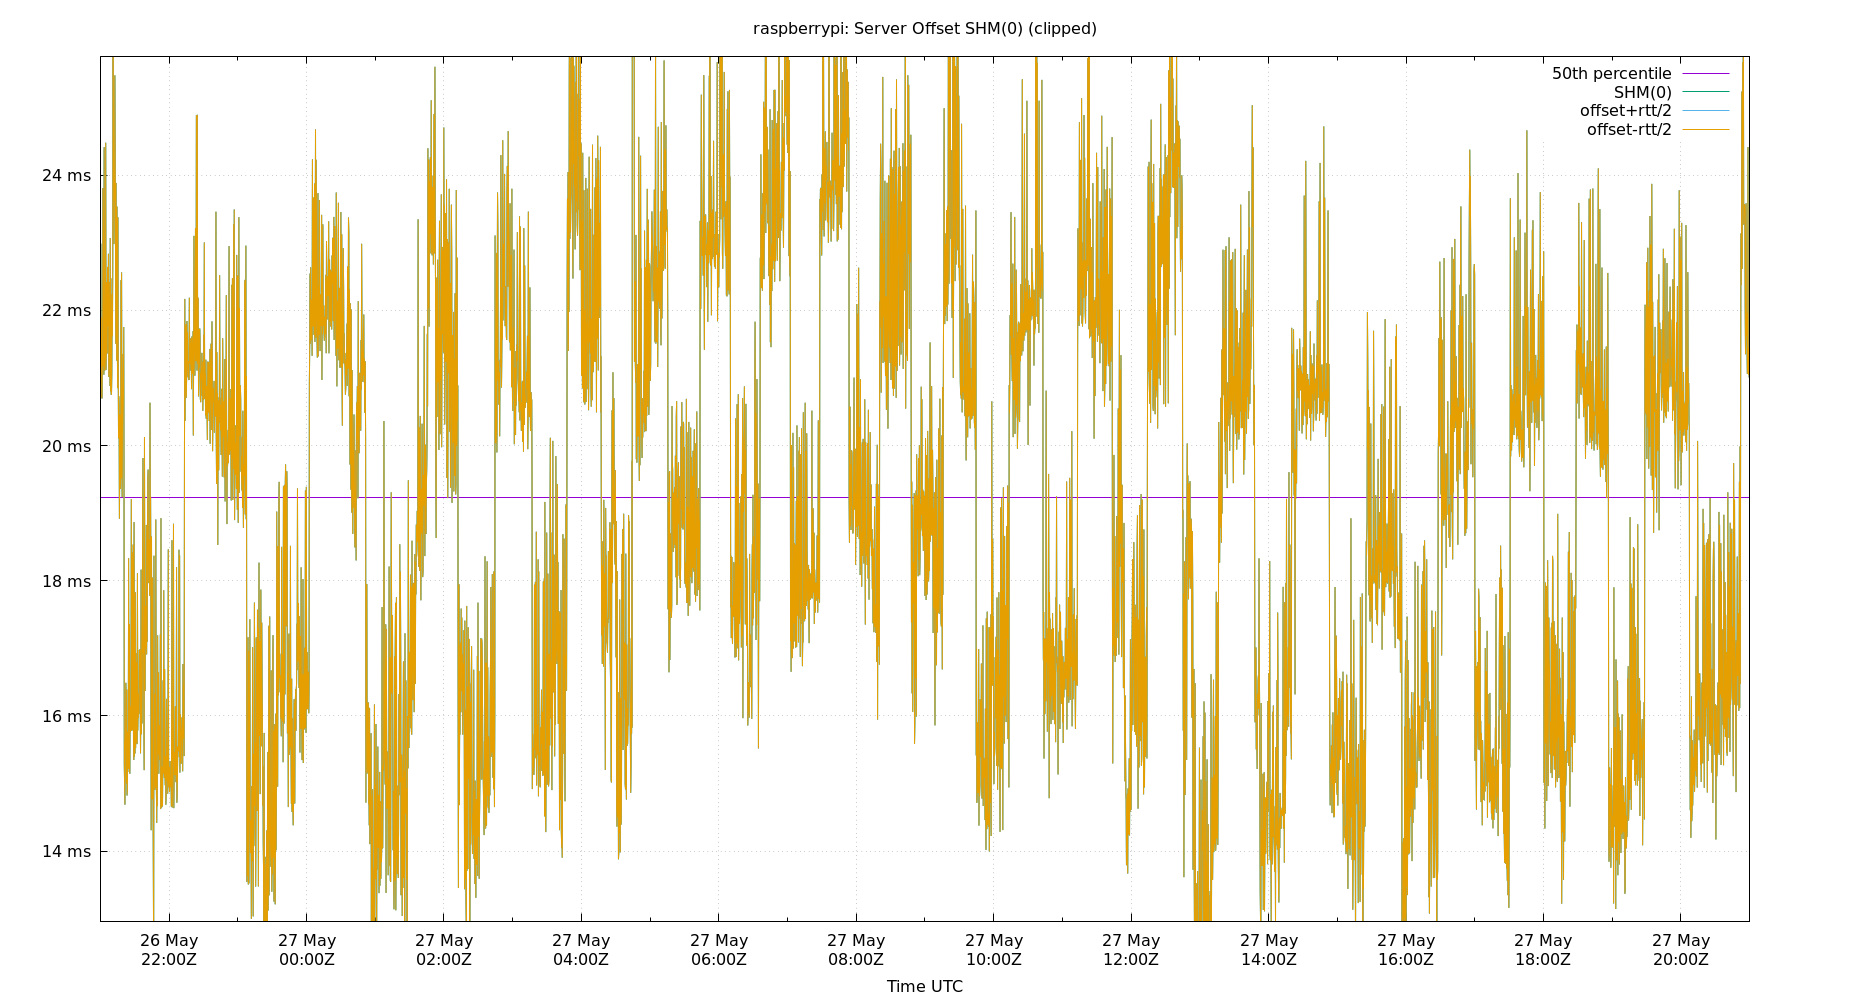 raspberrypi: Server Offset SHM(0) (clipped)
50th percentile
SHM(0)
offset+rtt/2
offset-rtt/2
24 ms
22 ms
20 ms
18 ms
16 ms
14 ms
26 May 27 May 27 May 27 May 27 May 27 May 27 May 27 May 27 May 27 May 27 May 27 May
22:00Z 00:00Z 02:00Z 04:00Z 06:00Z 08:00Z 10:00Z 12:00Z 14:00Z 16:00Z 18:00Z 20:00Z
Time UTC